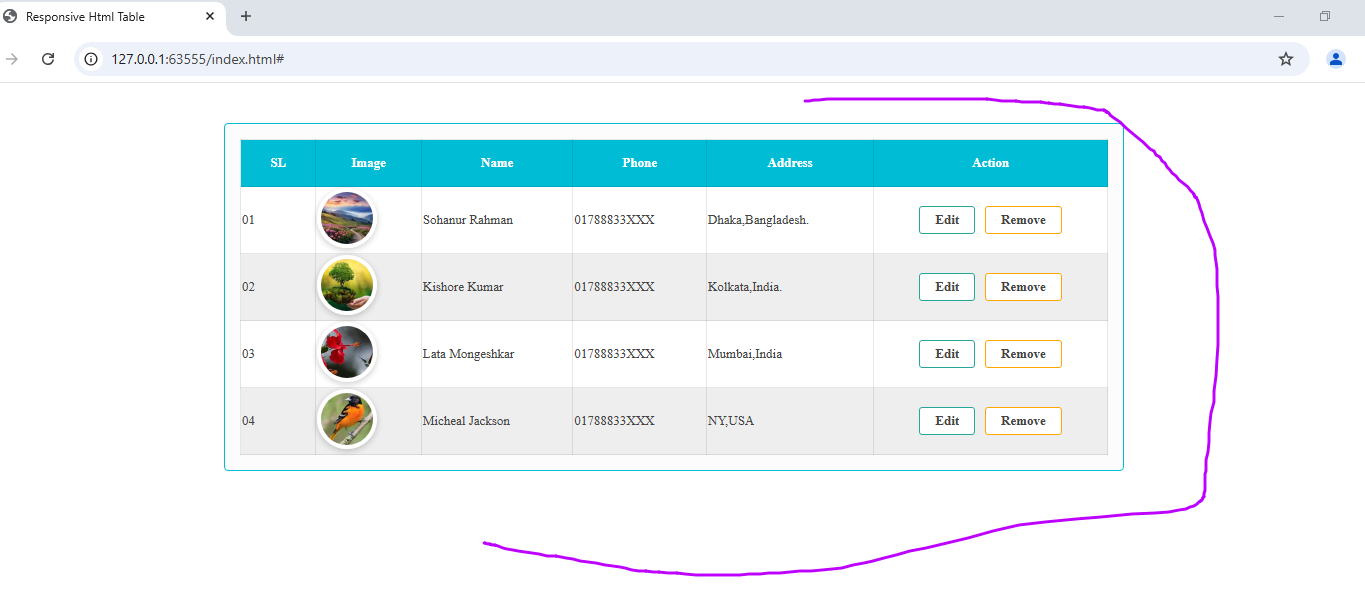 Responsive Html Table
127.0.0.1:63555/index.html#
SL Image Name Phone Address Action
01 Sohanur Rahman 01788833XXX Dhaka,Bangladesh. Edit Remove
02 Kishore Kumar 01788833XXX Kolkata,India. Edit Remove
03 Lata Mongeshkar 01788833XXX Mumbai,India Edit Remove
04 Micheal Jackson 01788833XXX NY,USA Edit Remove